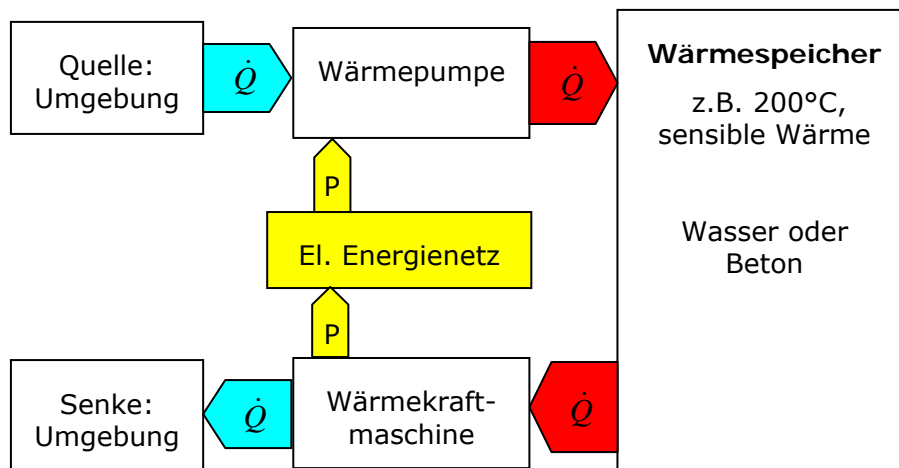 Quelle:
Umgebung
Q̇
Wärmepumpe
Q̇
Wärmespeicher
z.B. 200°C,
sensible Wärme
Wasser oder
Beton
P
El. Energienetz
P
Senke:
Umgebung
Q̇
Wärmekraft-
maschine
Q̇